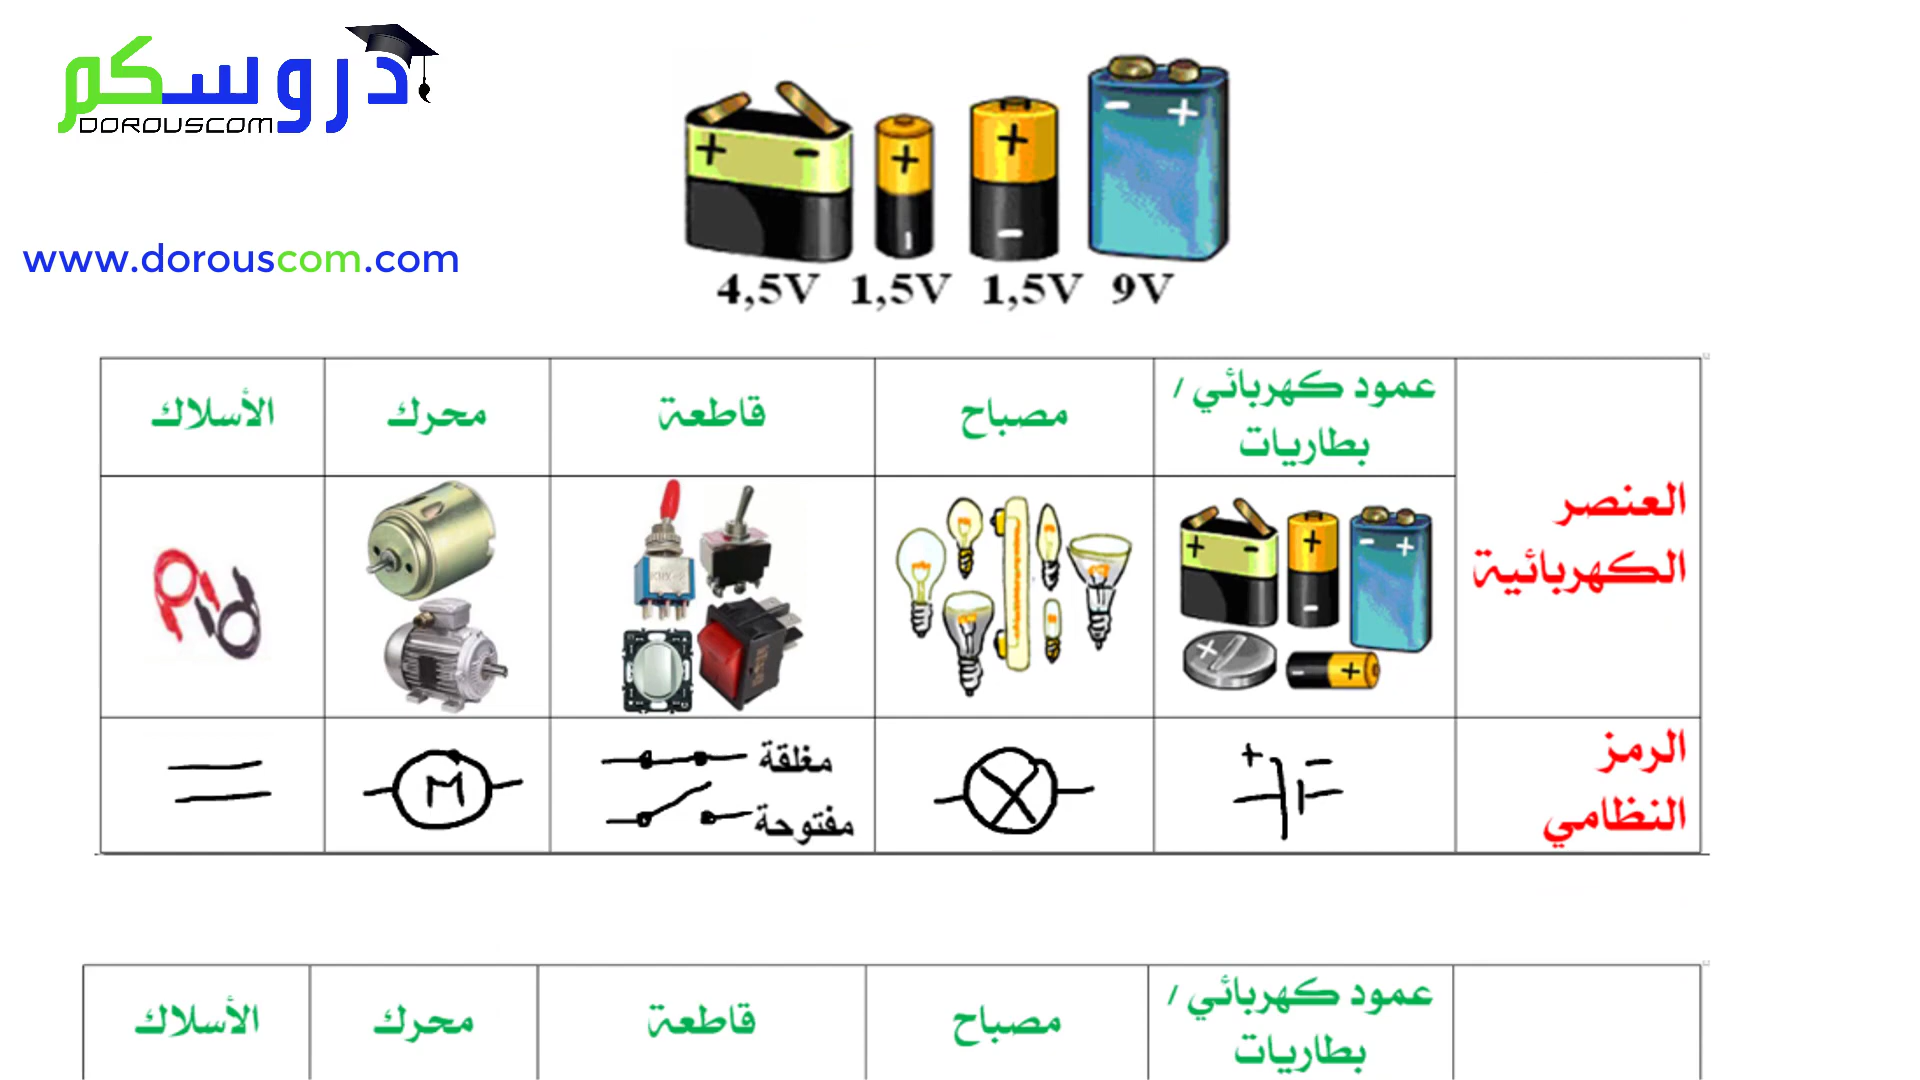 دروسكم
DOROUSCOM
www.dorouscom.com
+ - + + - - +
4,5V 1,5V 1,5V 9V
العنصر الكهربائية
عمود كهربائي / بطاريات
مصباح
قاطعة
محرك
الأسلاك
الرمز النظامي
+
مغلقة
مفتوحة
M
عمود كهربائي / بطاريات
مصباح
قاطعة
محرك
الأسلاك